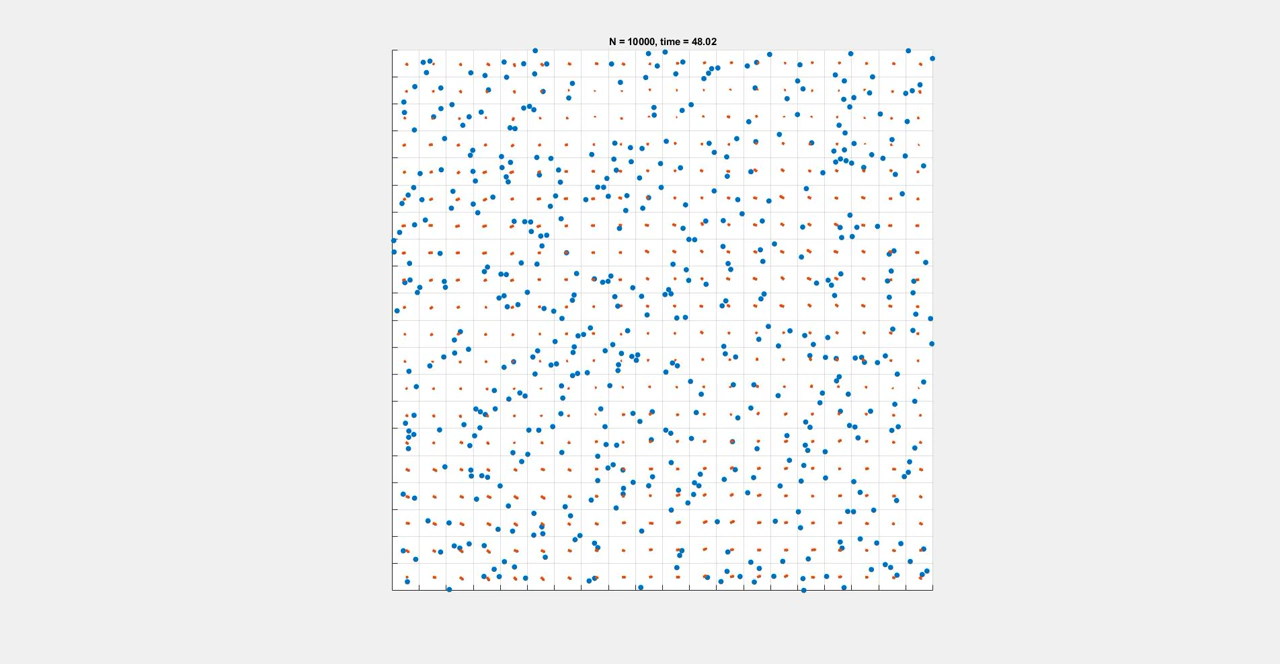 N = 10000, time = 48.02